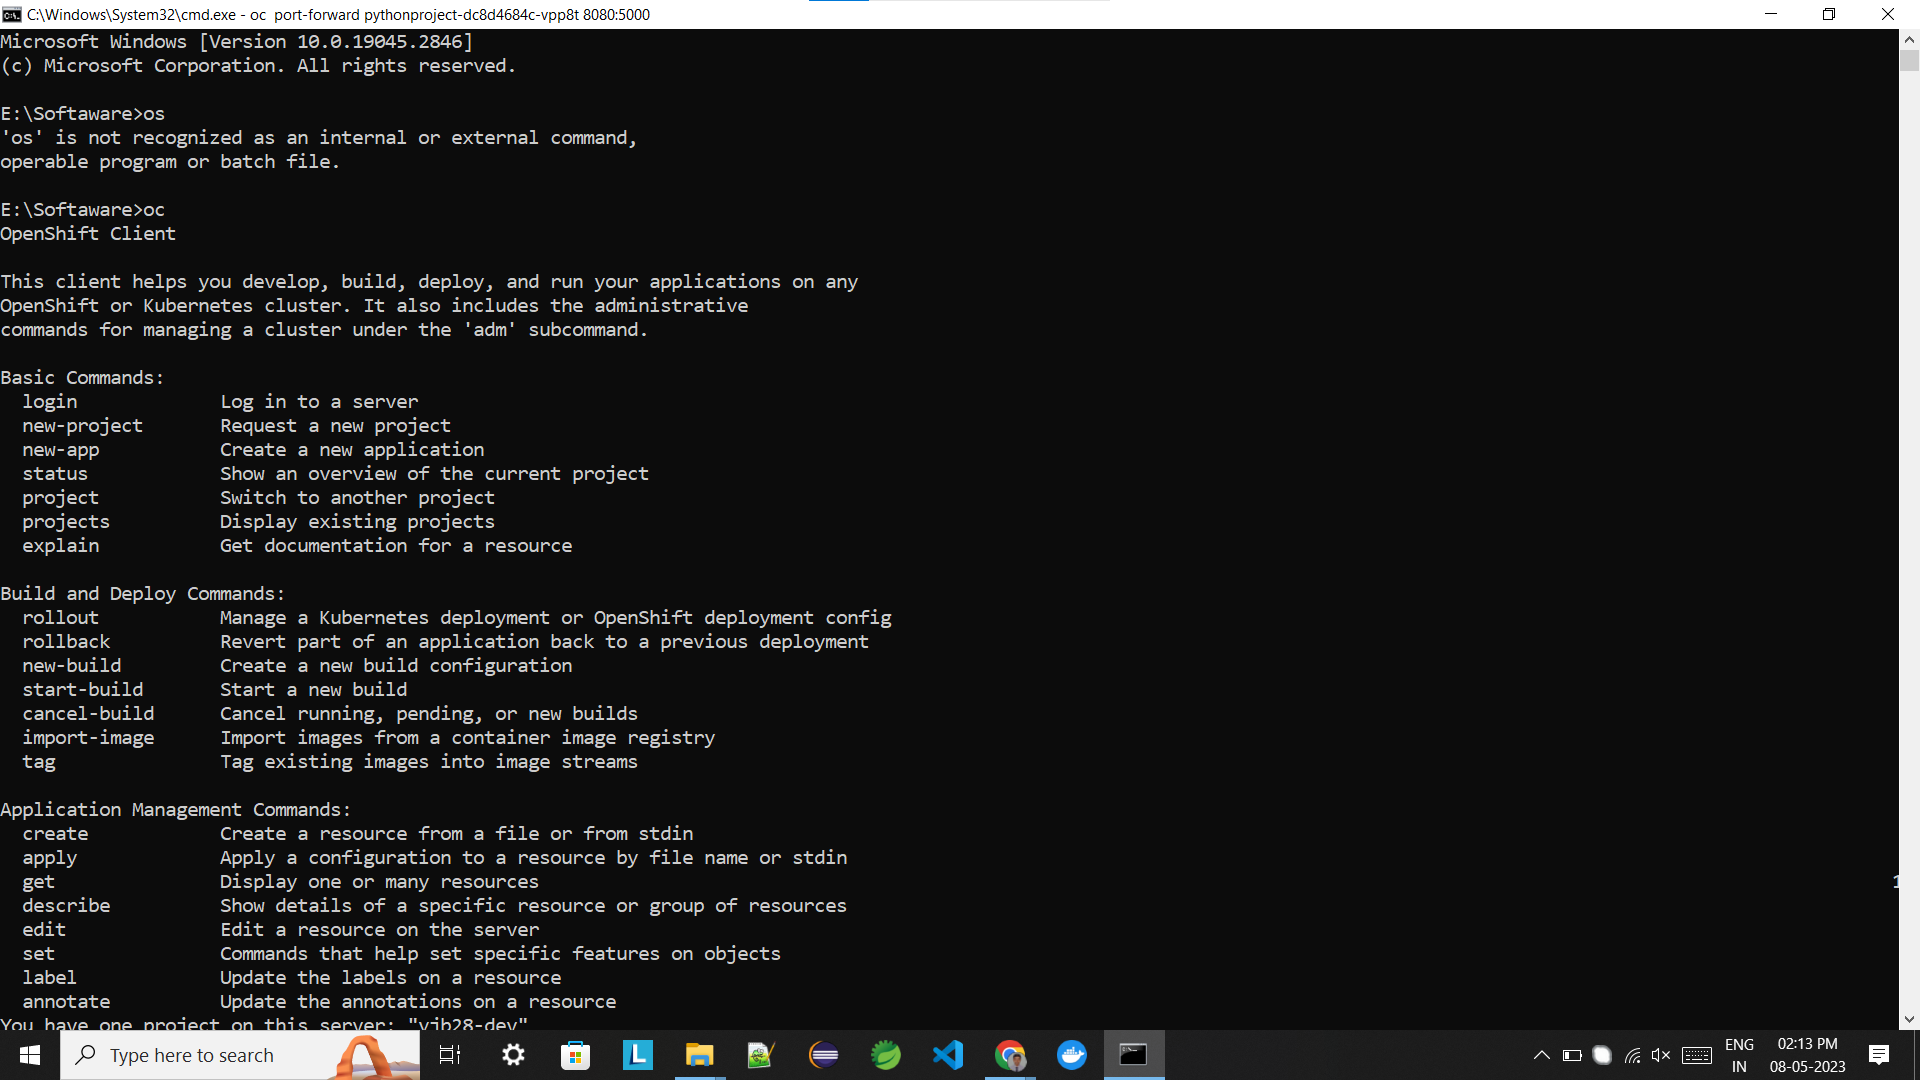 C:\Windows\System32\cmd.exe - oc  port-forward pythonproject-dc8d4684c-vpp8t 8080:5000
Microsoft Windows [Version 10.0.19045.2846]
(c) Microsoft Corporation. All rights reserved.
E:\Softaware>os
'os' is not recognized as an internal or external command,
operable program or batch file.
E:\Softaware>oc
OpenShift Client
This client helps you develop, build, deploy, and run your applications on any
OpenShift or Kubernetes cluster. It also includes the administrative
commands for managing a cluster under the 'adm' subcommand.
Basic Commands:
login             Log in to a server
new-project       Request a new project
new-app           Create a new application
status            Show an overview of the current project
project           Switch to another project
projects          Display existing projects
explain           Get documentation for a resource
Build and Deploy Commands:
rollout           Manage a Kubernetes deployment or OpenShift deployment config
rollback          Revert part of an application back to a previous deployment
new-build         Create a new build configuration
start-build       Start a new build
cancel-build      Cancel running, pending, or new builds
import-image      Import images from a container image registry
tag               Tag existing images into image streams
Application Management Commands:
create            Create a resource from a file or from stdin
apply             Apply a configuration to a resource by file name or stdin
get               Display one or many resources
describe          Show details of a specific resource or group of resources
edit              Edit a resource on the server
set               Commands that help set specific features on objects
label             Update the labels on a resource
annotate          Update the annotations on a resource
You have one project on this server: "vjb28-dev"
Type here to search
L
ENG
IN
02:13 PM
08-05-2023